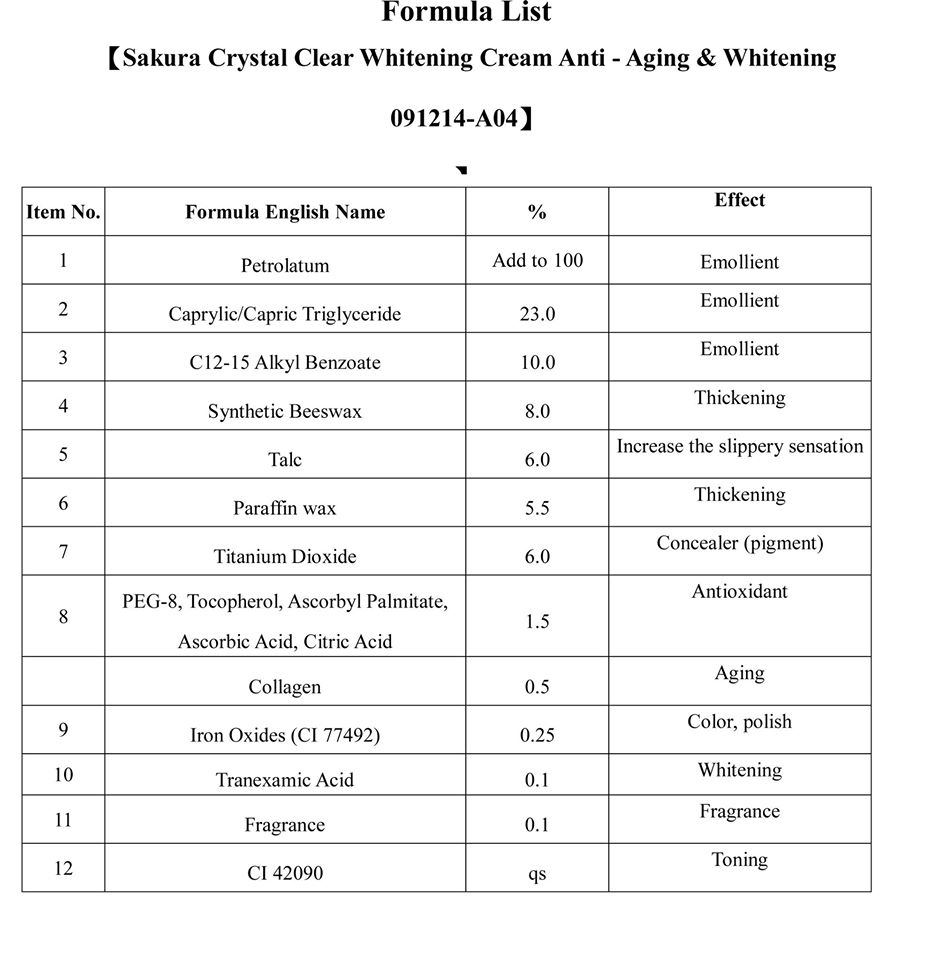 Formula List
【Sakura Crystal Clear Whitening Cream Anti - Aging & Whitening
091214-A04】
Item No. Formula English Name % Effect
1 Petrolatum Add to 100 Emollient
2 Caprylic/Capric Triglyceride 23.0 Emollient
3 C12-15 Alkyl Benzoate 10.0 Emollient
4 Synthetic Beeswax 8.0 Thickening
5 Talc 6.0 Increase the slippery sensation
6 Paraffin wax 5.5 Thickening
7 Titanium Dioxide 6.0 Concealer (pigment)
8 PEG-8, Tocopherol, Ascorbyl Palmitate,
Ascorbic Acid, Citric Acid 1.5 Antioxidant
Collagen 0.5 Aging
9 Iron Oxides (CI 77492) 0.25 Color, polish
10 Tranexamic Acid 0.1 Whitening
11 Fragrance 0.1 Fragrance
12 CI 42090 qs Toning